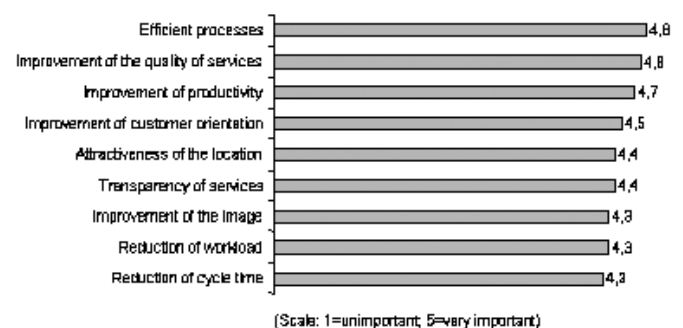 Efficient processes 4,8
Improvement of the quality of services 4,8
Improvement of productivity 4,7
Improvement of customer orientation 4,5
Attractiveness of the location 4,4
Transparency of services 4,4
Improvement of the image 4,3
Reduction of workload 4,3
Reduction of cycle time 4,3
(Scale: 1=unimportant; 5=very important)